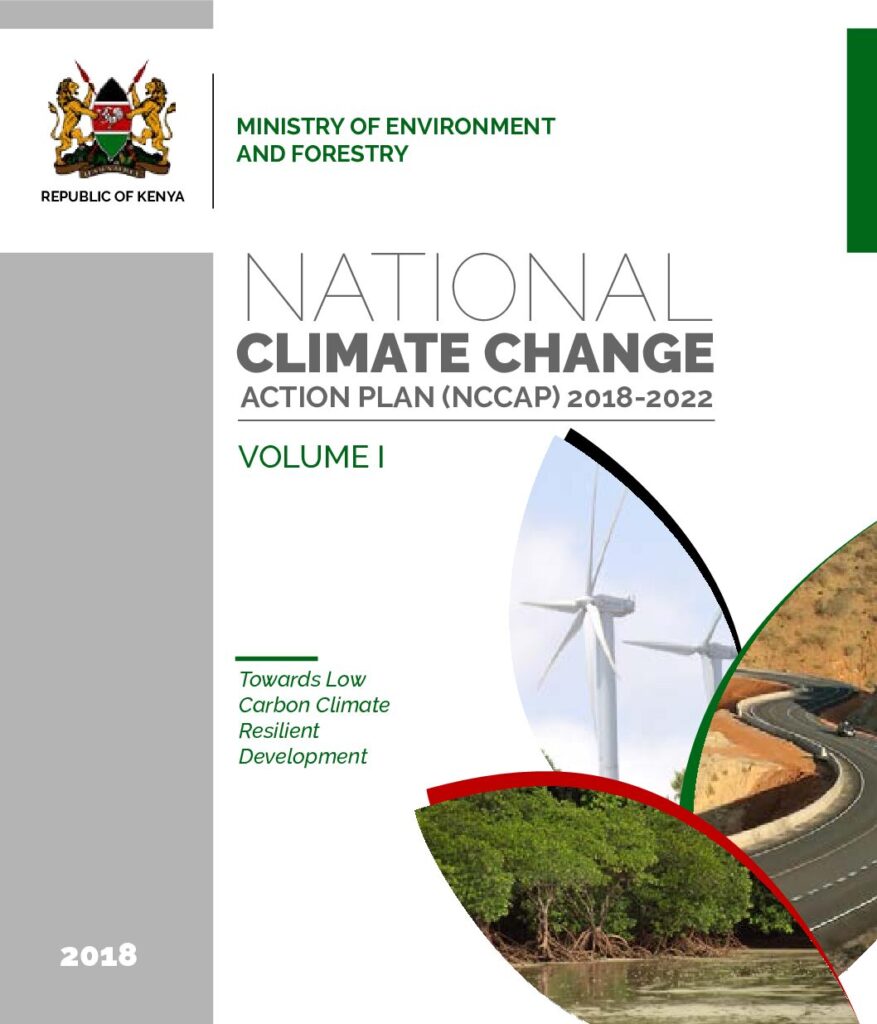 REPUBLIC OF KENYA
MINISTRY OF ENVIRONMENT
AND FORESTRY
NATIONAL
CLIMATE CHANGE
ACTION PLAN (NCCAP) 2018-2022
VOLUME I
Towards Low
Carbon Climate
Resilient
Development
2018